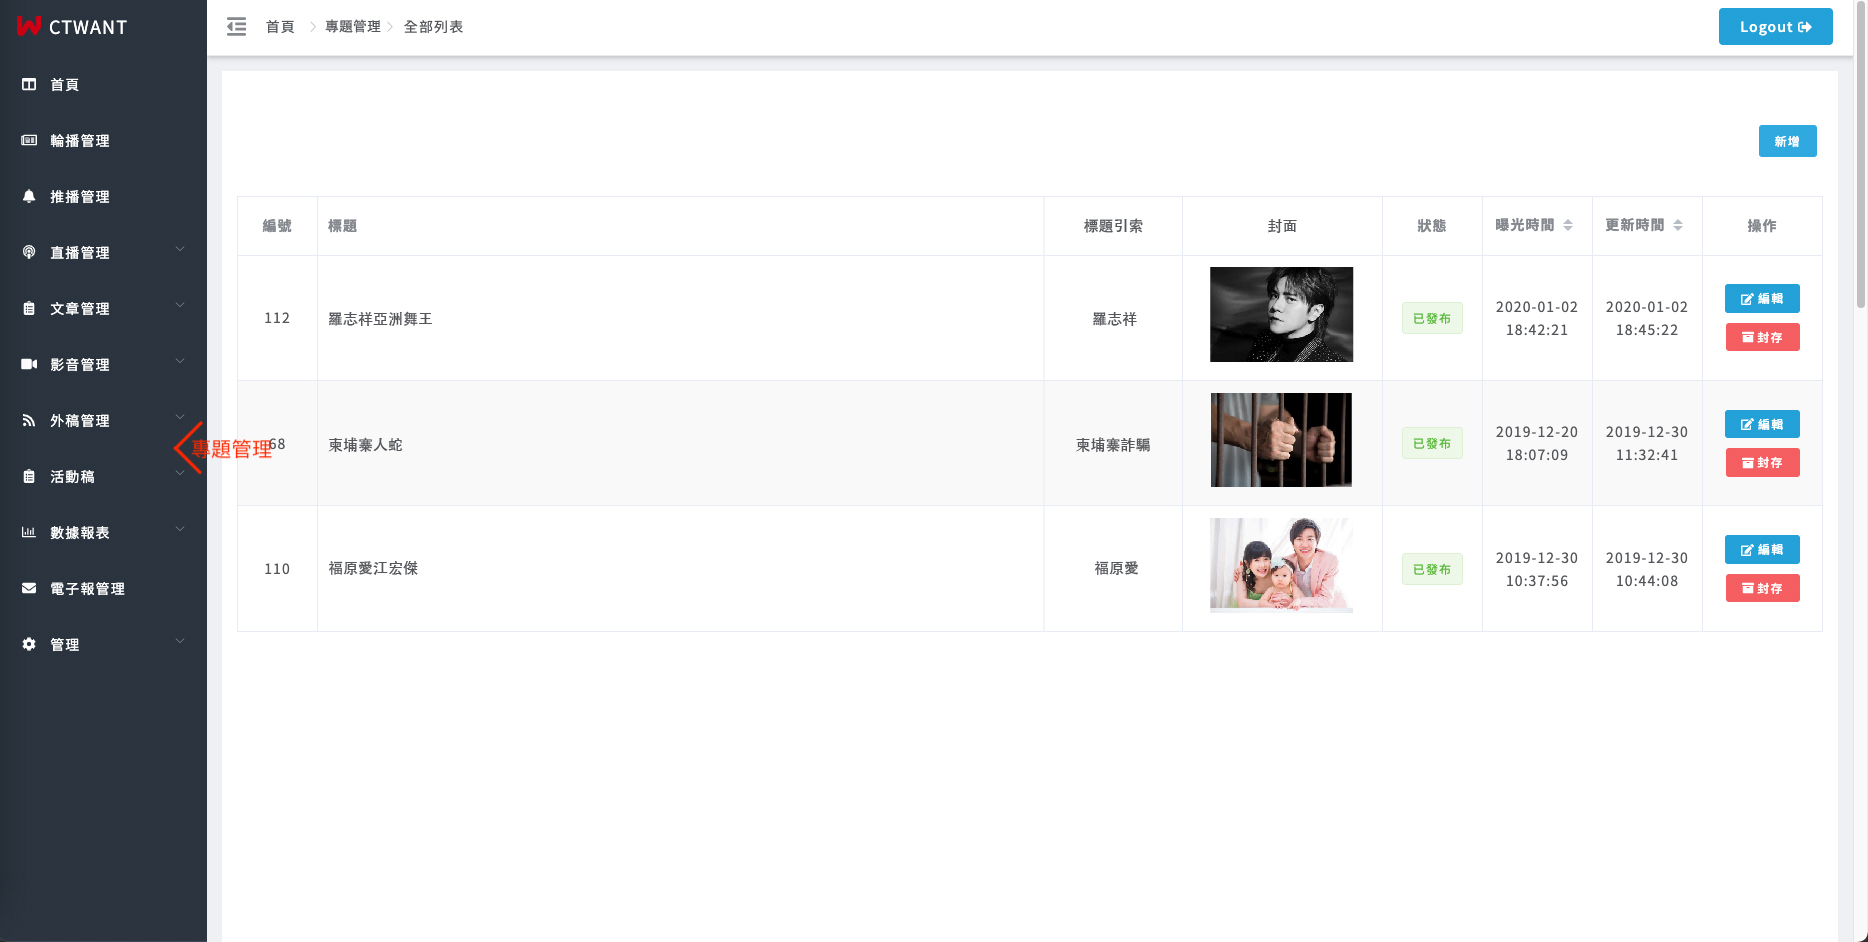 CTWANT
首頁
輪播管理
推播管理
直播管理
文章管理
影音管理
外稿管理
活動稿
數據報表
電子報管理
管理
專題管理
首頁 > 專題管理 > 全部列表
Logout
新增
編號 標題 標題引索 封面 狀態 曝光時間 更新時間 操作
112 羅志祥亞洲舞王 羅志祥 已發布 2020-01-02 18:42:21 2020-01-02 18:45:22 編輯 封存
68 柬埔寨人蛇 柬埔寨詐騙 已發布 2019-12-20 18:07:09 2019-12-30 11:32:41 編輯 封存
110 福原愛江宏傑 福原愛 已發布 2019-12-30 10:37:56 2019-12-30 10:44:08 編輯 封存